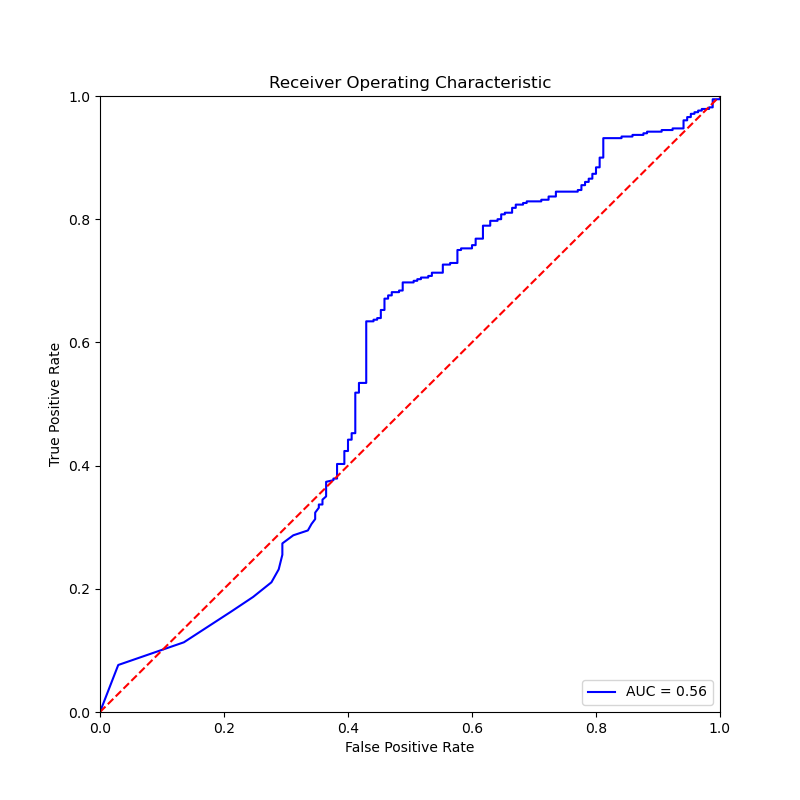 Receiver Operating Characteristic
1.0
0.8
0.6
0.4
0.2
0.0
True Positive Rate
AUC = 0.56
0.0 0.2 0.4 0.6 0.8 1.0
False Positive Rate